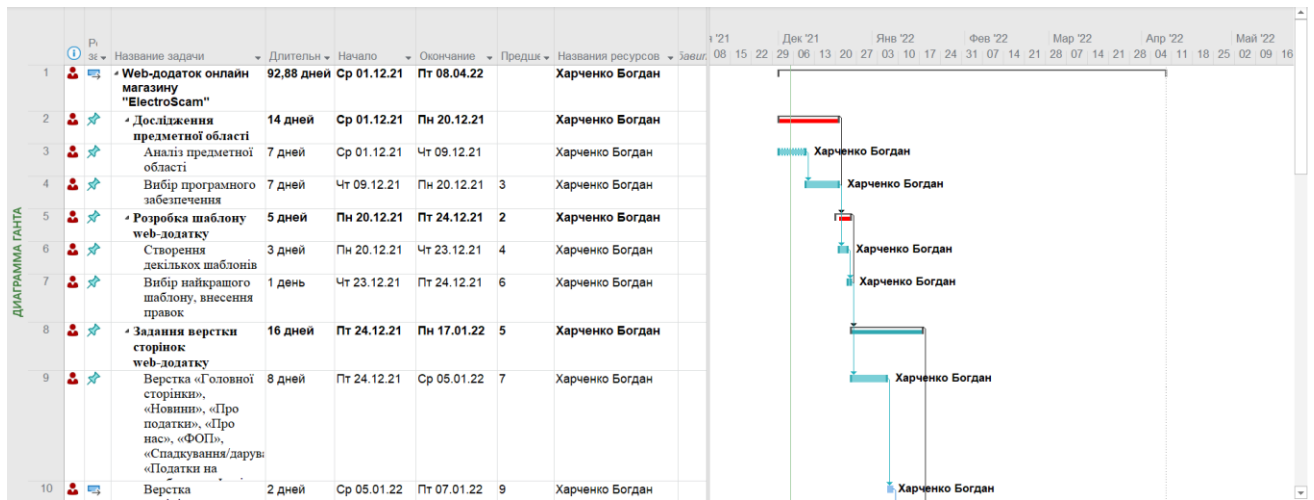 ДИАГРАММА ГАНТА
Название задачи Длительн Начало Окончание Предше Названия ресурсов
'21 Дек '21 Янв '22 Фев '22 Мар '22 Апр '22 Май '22
08 15 22 29 06 13 20 27 03 10 17 24 31 07 14 21 28 07 14 21 28 04 11 18 25 02 09 16
1 Web-додаток онлайн 92,88 дней Ср 01.12.21 Пт 08.04.22 Харченко Богдан
магазину
"ElectroScam"
2 Дослідження 14 дней Ср 01.12.21 Пн 20.12.21 Харченко Богдан
предметної області
3 Аналіз предметної 7 дней Ср 01.12.21 Чт 09.12.21 Харченко Богдан Харченко Богдан
області
4 Вибір програмного 7 дней Чт 09.12.21 Пн 20.12.21 3 Харченко Богдан Харченко Богдан
забезпечення
5 Розробка шаблону 5 дней Пн 20.12.21 Пт 24.12.21 2 Харченко Богдан
web-додатку
6 Створення 3 дней Пн 20.12.21 Чт 23.12.21 4 Харченко Богдан Харченко Богдан
декількох шаблонів
7 Вибір найкращого 1 день Чт 23.12.21 Пт 24.12.21 6 Харченко Богдан Харченко Богдан
шаблону, внесення
правок
8 Задания верстки 16 дней Пт 24.12.21 Пн 17.01.22 5 Харченко Богдан
сторінок
web-додатку
9 Верстка «Головної 8 дней Пт 24.12.21 Ср 05.01.22 7 Харченко Богдан Харченко Богдан
сторінки»,
«Новини», «Про
податки», «Про
нас», «ФОП»,
«Спадкування/дарува
«Податки на
10 Верстка 2 дней Ср 05.01.22 Пт 07.01.22 9 Харченко Богдан Харченко Богдан